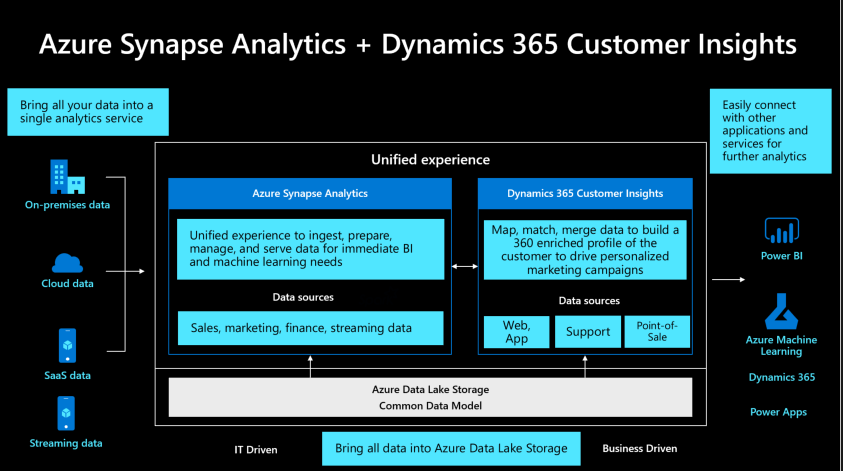 Azure Synapse Analytics + Dynamics 365 Customer Insights
Bring all your data into a
single analytics service
Easily connect
with other
applications and
services for
further analytics
On-premises data
Cloud data
SaaS data
Streaming data
Unified experience
Azure Synapse Analytics
Unified experience to ingest, prepare,
manage, and serve data for immediate BI
and machine learning needs
Data sources
Sales, marketing, finance, streaming data
Dynamics 365 Customer Insights
Map, match, merge data to build a
360 enriched profile of the
customer to drive personalized
marketing campaigns
Data sources
Web,
App
Support
Point-of-
Sale
Azure Data Lake Storage
Common Data Model
IT Driven
Bring all data into Azure Data Lake Storage
Business Driven
Power BI
Azure Machine
Learning
Dynamics 365
Power Apps